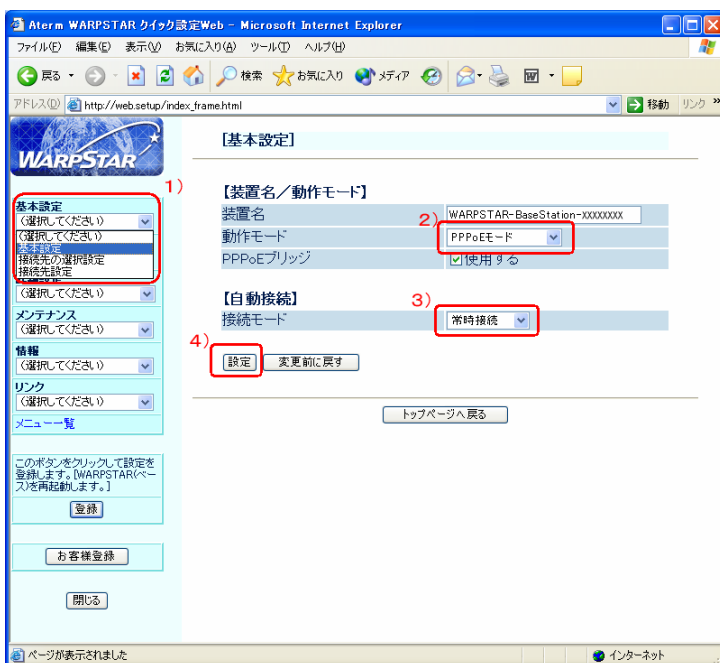 Aterm WARPSTAR クイック設定Web - Microsoft Internet Explorer
ファイル(F) 編集(E) 表示(V) お気に入り(A) ツール(T) ヘルプ(H)
戻る 検索 お気に入り メディア
アドレス(D) http://web.setup/index_frame.html 移動 リンク »
WARPSTAR
1)
基本設定
(選択してください)
(選択してください)
基本設定
接続先の選択設定
接続先設定
(選択してください)
メンテナンス
(選択してください)
情報
(選択してください)
リンク
(選択してください)
メニュー一覧
このボタンをクリックして設定を
登録します。[WARPSTAR(ベー
ス)を再起動します。]
登録
お客様登録
閉じる
[基本設定]
【装置名／動作モード】
装置名 WARPSTAR-BaseStation-XXXXXXX
2)
動作モード PPPoEモード
PPPoEブリッジ 使用する
【自動接続】
3)
接続モード 常時接続
4)
設定 変更前に戻す
トップページへ戻る
ページが表示されました インターネット